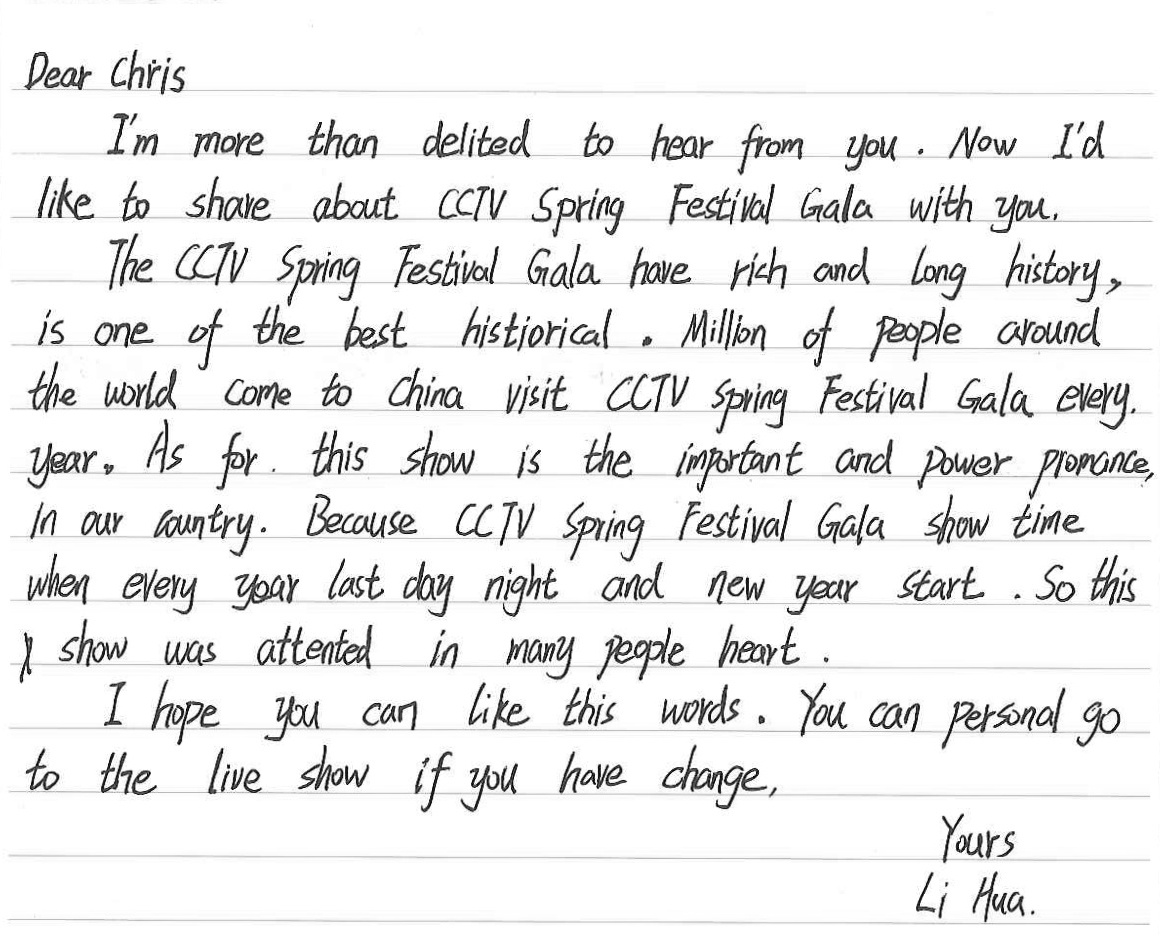 Dear Chris
I'm more than delited to hear from you. Now I'd
like to share about CCTV Spring Festival Gala with you.
The CCTV Spring Festival Gala have rich and long history,
is one of the best histiorical. Million of people around
the world come to China visit CCTV Spring Festival Gala every.
year. As for. this show is the important and power promance,
In our country. Because CCTV Spring Festival Gala show time
when every year last day night and new year start. So this
show was attented in many people heart.
I hope you can like this words. You can personal go
to the live show if you have change,
Yours
Li Hua.